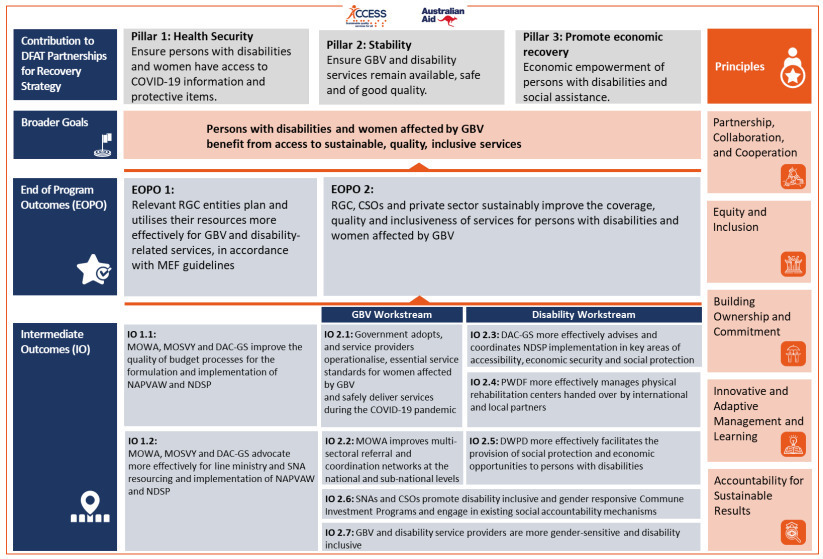 ACCESS
Australian
Aid
Contribution to
DFAT Partnerships
for Recovery
Strategy
Pillar 1: Health Security
Ensure persons with disabilities
and women have access to
COVID-19 information and
protective items.
Pillar 2: Stability
Ensure GBV and disability
services remain available, safe
and of good quality.
Pillar 3: Promote economic
recovery
Economic empowerment of
persons with disabilities and
social assistance.
Principles
Broader Goals
Persons with disabilities and women affected by GBV
benefit from access to sustainable, quality, inclusive services
Partnership,
Collaboration,
and Cooperation
End of Program
Outcomes (EOPO)
EOPO 1:
Relevant RGC entities plan and
utilises their resources more
effectively for GBV and disability-
related services, in accordance
with MEF guidelines
EOPO 2:
RGC, CSOs and private sector sustainably improve the coverage,
quality and inclusiveness of services for persons with disabilities and
women affected by GBV
Equity and
Inclusion
Building
Ownership and
Commitment
GBV Workstream
Disability Workstream
Intermediate
Outcomes (IO)
IO 1.1:
MOWA, MOSVY and DAC-GS improve the
quality of budget processes for the
formulation and implementation of
NAPVAW and NDSP
IO 2.1: Government adopts,
and service providers
operationalise, essential service
standards for women affected
by GBV
and safely deliver services
during the COVID-19 pandemic
IO 2.3: DAC-GS more effectively advises and
coordinates NDSP implementation in key areas of
accessibility, economic security and social protection
IO 2.4: PWDF more effectively manages physical
rehabilitation centers handed over by international
and local partners
Innovative and
Adaptive
Management and
Learning
IO 1.2:
MOWA, MOSVY and DAC-GS advocate
more effectively for line ministry and SNA
resourcing and implementation of NAPVAW
and NDSP
IO 2.2: MOWA improves multi-
sectoral referral and
coordination networks at the
national and sub-national levels
IO 2.5: DWPD more effectively facilitates the
provision of social protection and economic
opportunities to persons with disabilities
IO 2.6: SNAs and CSOs promote disability inclusive and gender responsive Commune
Investment Programs and engage in existing social accountability mechanisms
IO 2.7: GBV and disability service providers are more gender-sensitive and disability
inclusive
Accountability for
Sustainable
Results